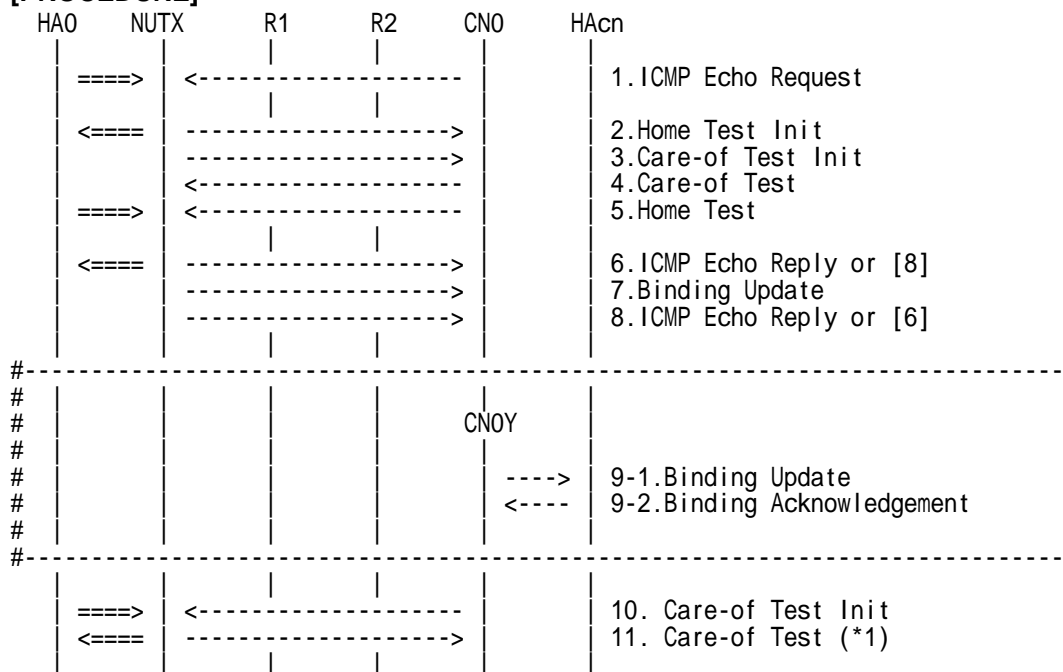 [PROCEDURE]
HA0 NUTX R1 R2 CN0 HAcn
| | | | | |
| ====> | <-------------------- | | 1.ICMP Echo Request
| | | | | |
| <==== | --------------------> | | 2.Home Test Init
| | --------------------> | | 3.Care-of Test Init
| | <-------------------- | | 4.Care-of Test
| ====> | <-------------------- | | 5.Home Test
| | | | | |
| <==== | --------------------> | | 6.ICMP Echo Reply or [8]
| | --------------------> | | 7.Binding Update
| | --------------------> | | 8.ICMP Echo Reply or [6]
| | | | | |
#------------------------------------------------------------------------------
# | | | | | |
# | | | | CN0Y |
# | | | | | |
# | | | | | ----> | 9-1.Binding Update
# | | | | | <---- | 9-2.Binding Acknowledgement
# | | | | | |
#------------------------------------------------------------------------------
| | | | | |
| ====> | <-------------------- | | 10. Care-of Test Init
| <==== | --------------------> | | 11. Care-of Test (*1)
| | | | | |